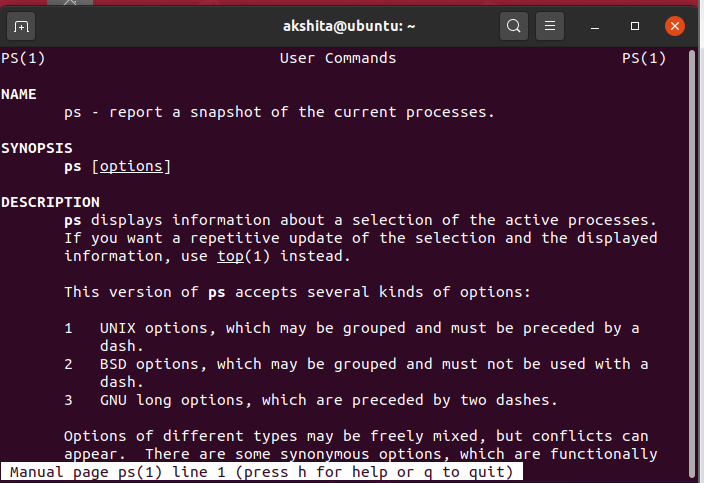 akshita@ubuntu: ~
PS(1) User Commands PS(1)
NAME
ps - report a snapshot of the current processes.
SYNOPSIS
ps [options]
DESCRIPTION
ps displays information about a selection of the active processes.
If you want a repetitive update of the selection and the displayed
information, use top(1) instead.
This version of ps accepts several kinds of options:
1 UNIX options, which may be grouped and must be preceded by a
dash.
2 BSD options, which may be grouped and must not be used with a
dash.
3 GNU long options, which are preceded by two dashes.
Options of different types may be freely mixed, but conflicts can
appear. There are some synonymous options, which are functionally
Manual page ps(1) line 1 (press h for help or q to quit)